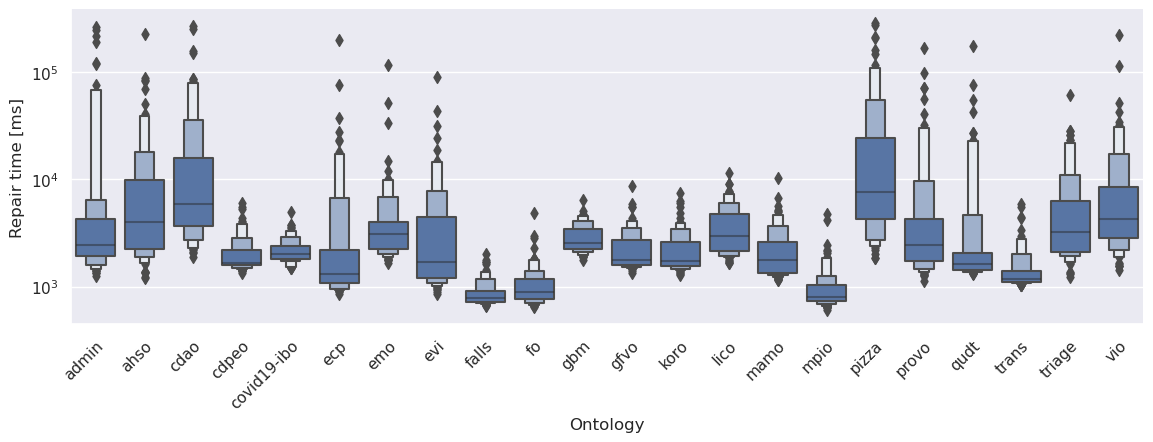 Repair time [ms]
10^5
10^4
10^3
admin
ahso
cdao
cdpeo
covid19-ibo
ecp
emo
evi
falls
fo
gbm
gfvo
koro
lico
mamo
mpio
pizza
provo
qudt
trans
triage
vio
Ontology